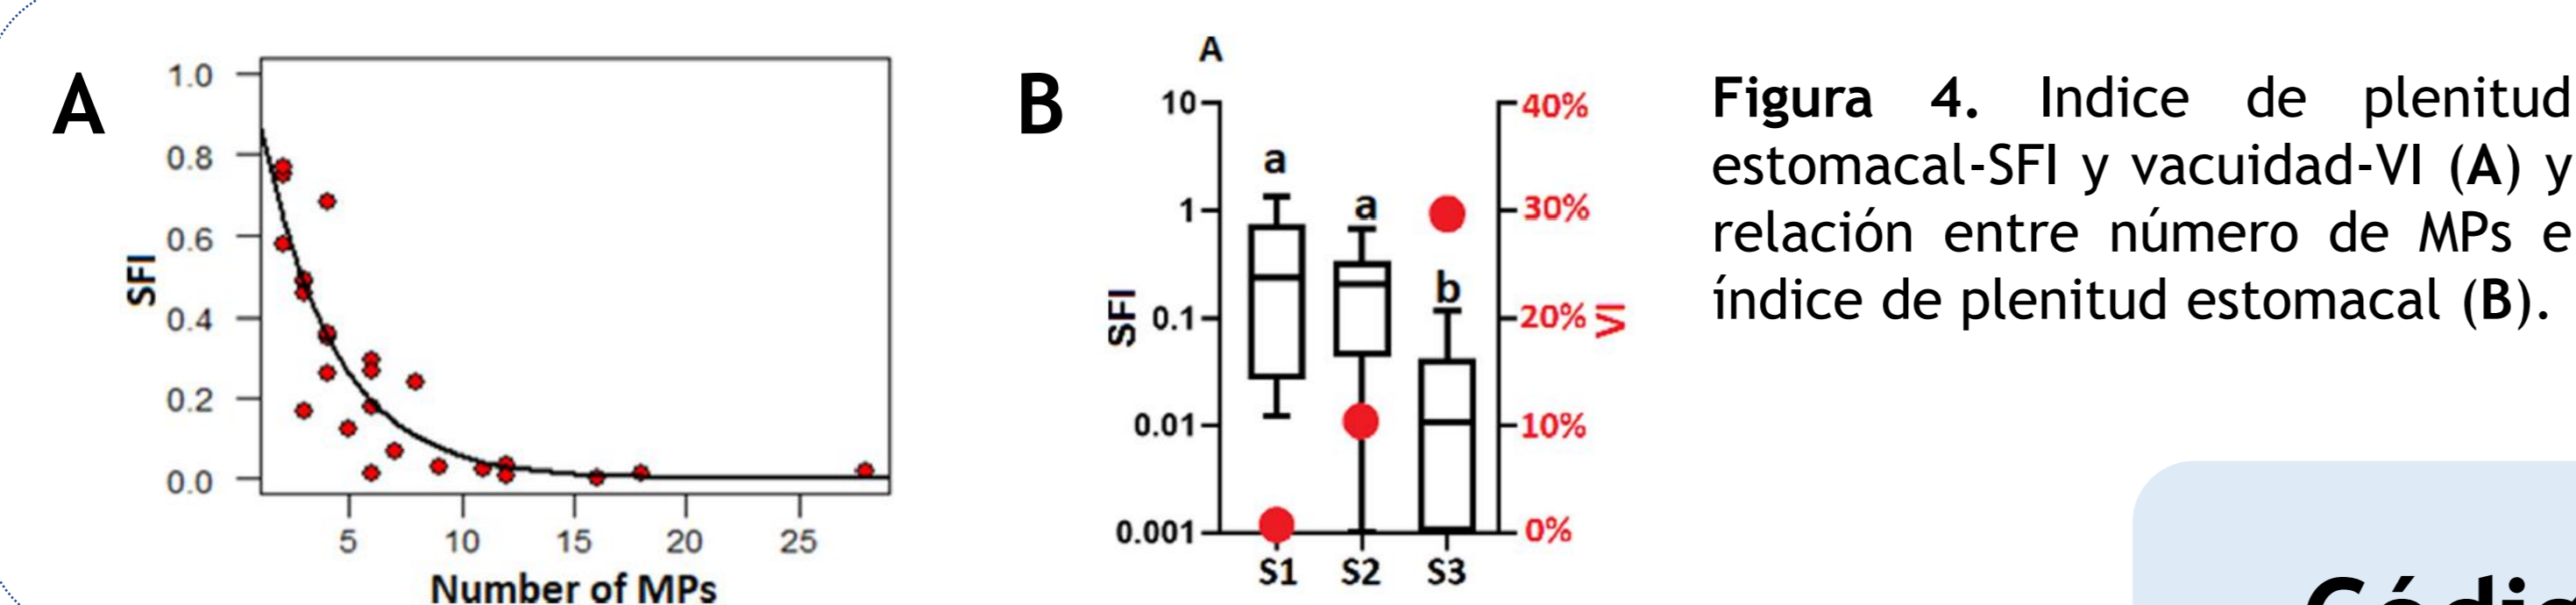 A
1.0
0.8
0.6
0.4
0.2
0.0
SFI
5 10 15 20 25
Number of MPs
B
A
10
1
0.1
0.01
0.001
SFI
a
a
b
40%
30%
20%
10%
0%
VI
S1 S2 S3
Figura 4. Indice de plenitud
estomacal-SFI y vacuidad-VI (A) y
relación entre número de MPs e
índice de plenitud estomacal (B).